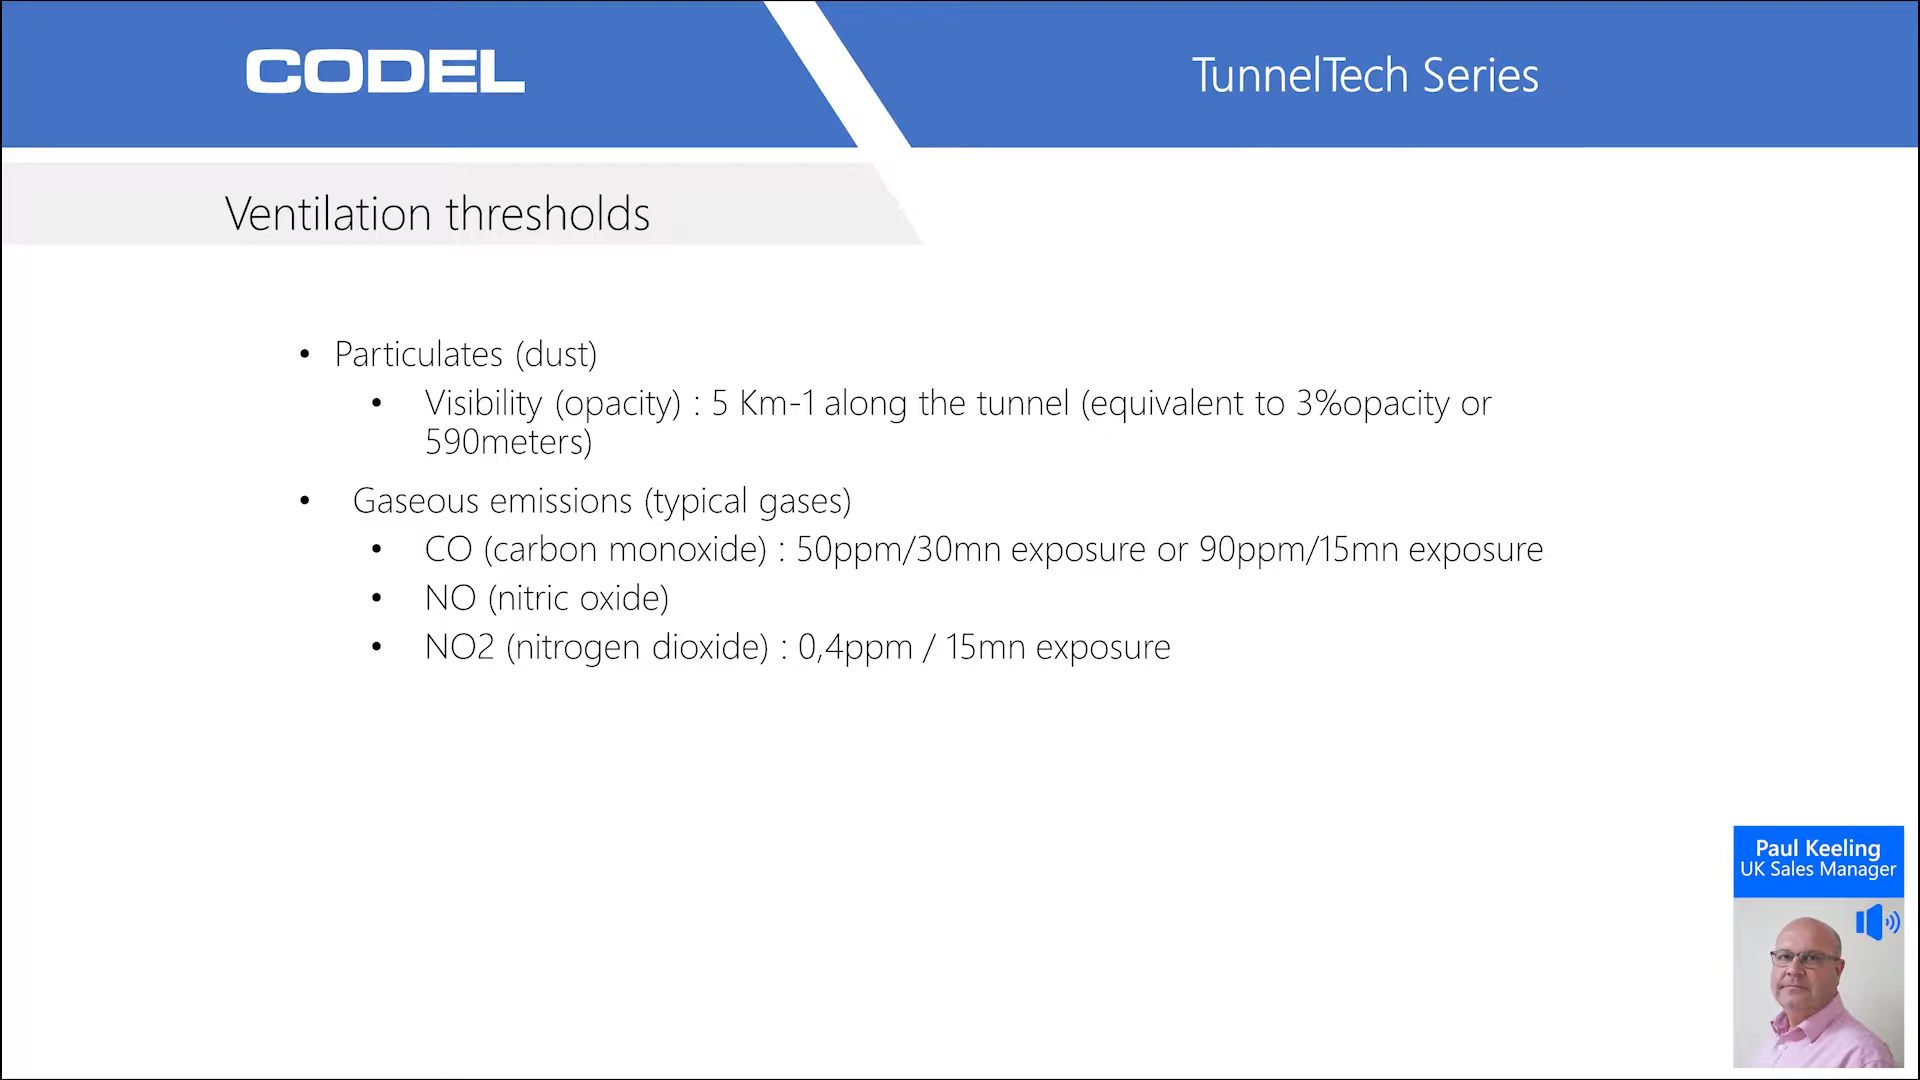 CODEL
TunnelTech Series
Ventilation thresholds
• Particulates (dust)
• Visibility (opacity) : 5 Km-1 along the tunnel (equivalent to 3%opacity or
590meters)
• Gaseous emissions (typical gases)
• CO (carbon monoxide) : 50ppm/30mn exposure or 90ppm/15mn exposure
• NO (nitric oxide)
• NO2 (nitrogen dioxide) : 0,4ppm / 15mn exposure
Paul Keeling
UK Sales Manager